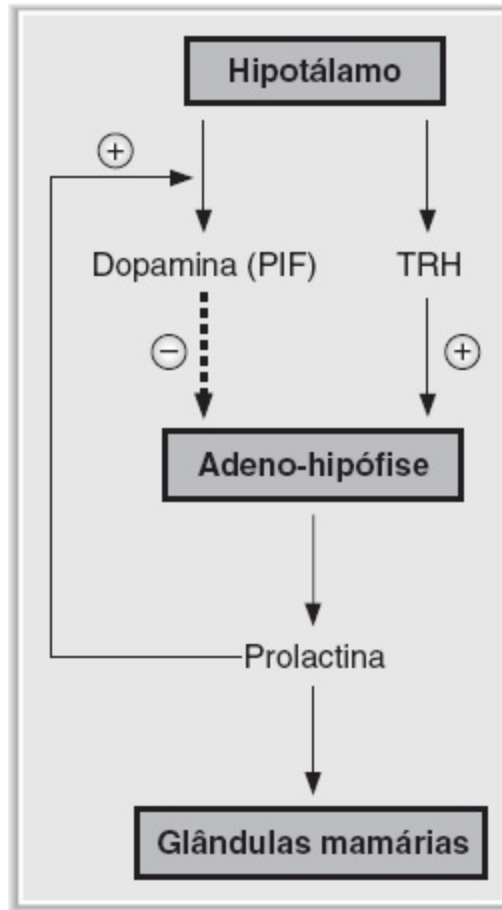 Hipotálamo
+
Dopamina (PIF) TRH
− +
Adeno-hipófise
Prolactina
Glândulas mamárias